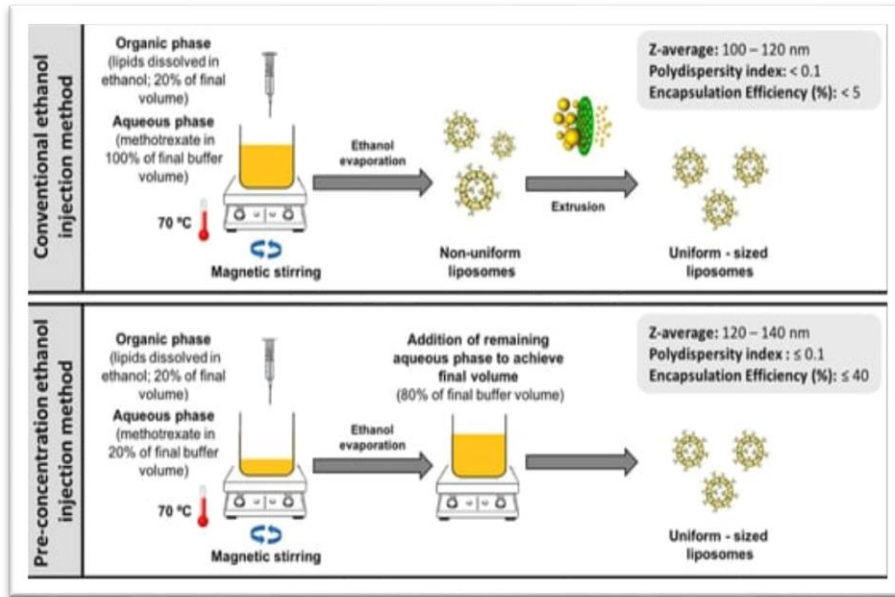 Conventional ethanol
injection method
Organic phase
(lipids dissolved in
ethanol; 20% of final
volume)
Aqueous phase
(methotrexate in
100% of final buffer
volume)
70 ºC
Magnetic stirring
Ethanol
evaporation
Non-uniform
liposomes
Extrusion
Z-average: 100 – 120 nm
Polydispersity index: < 0.1
Encapsulation Efficiency (%): < 5
Uniform - sized
liposomes
Pre-concentration ethanol
injection method
Organic phase
(lipids dissolved in
ethanol; 20% of final
volume)
Aqueous phase
(methotrexate in
20% of final buffer
volume)
70 ºC
Magnetic stirring
Ethanol
evaporation
Addition of remaining
aqueous phase to achieve
final volume
(80% of final buffer volume)
Z-average: 120 – 140 nm
Polydispersity index : ≤ 0.1
Encapsulation Efficiency (%): ≤ 40
Uniform - sized
liposomes